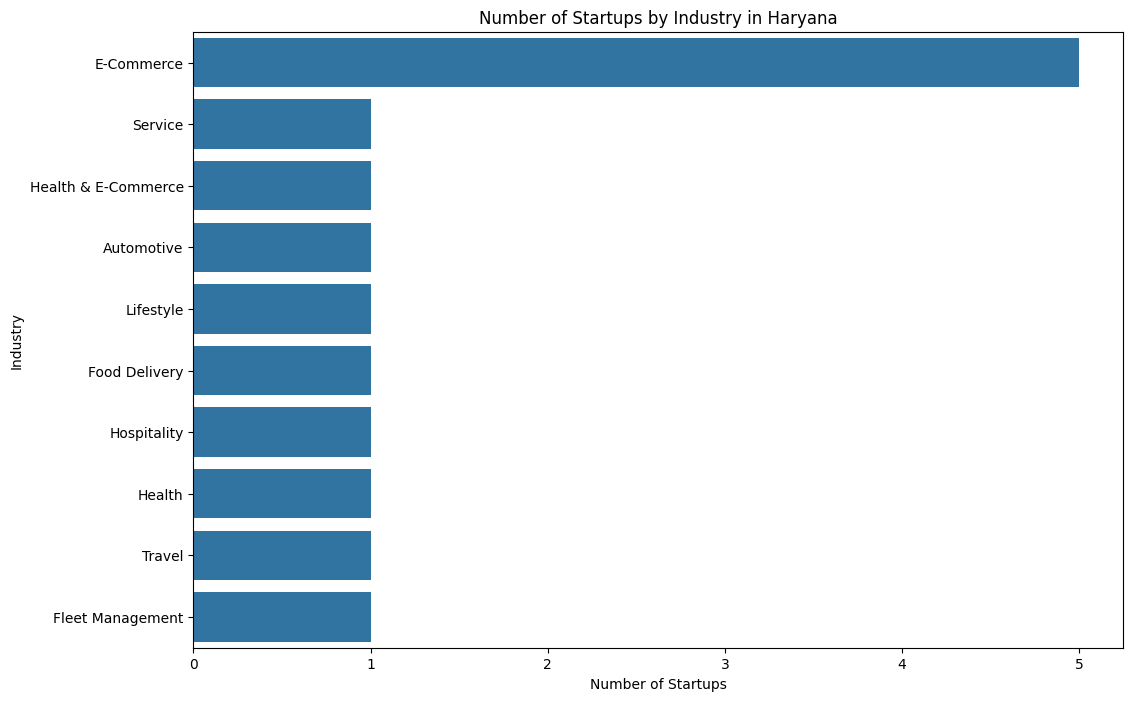 Number of Startups by Industry in Haryana
E-Commerce
Service
Health & E-Commerce
Automotive
Lifestyle
Food Delivery
Hospitality
Health
Travel
Fleet Management
Industry
0 1 2 3 4 5
Number of Startups